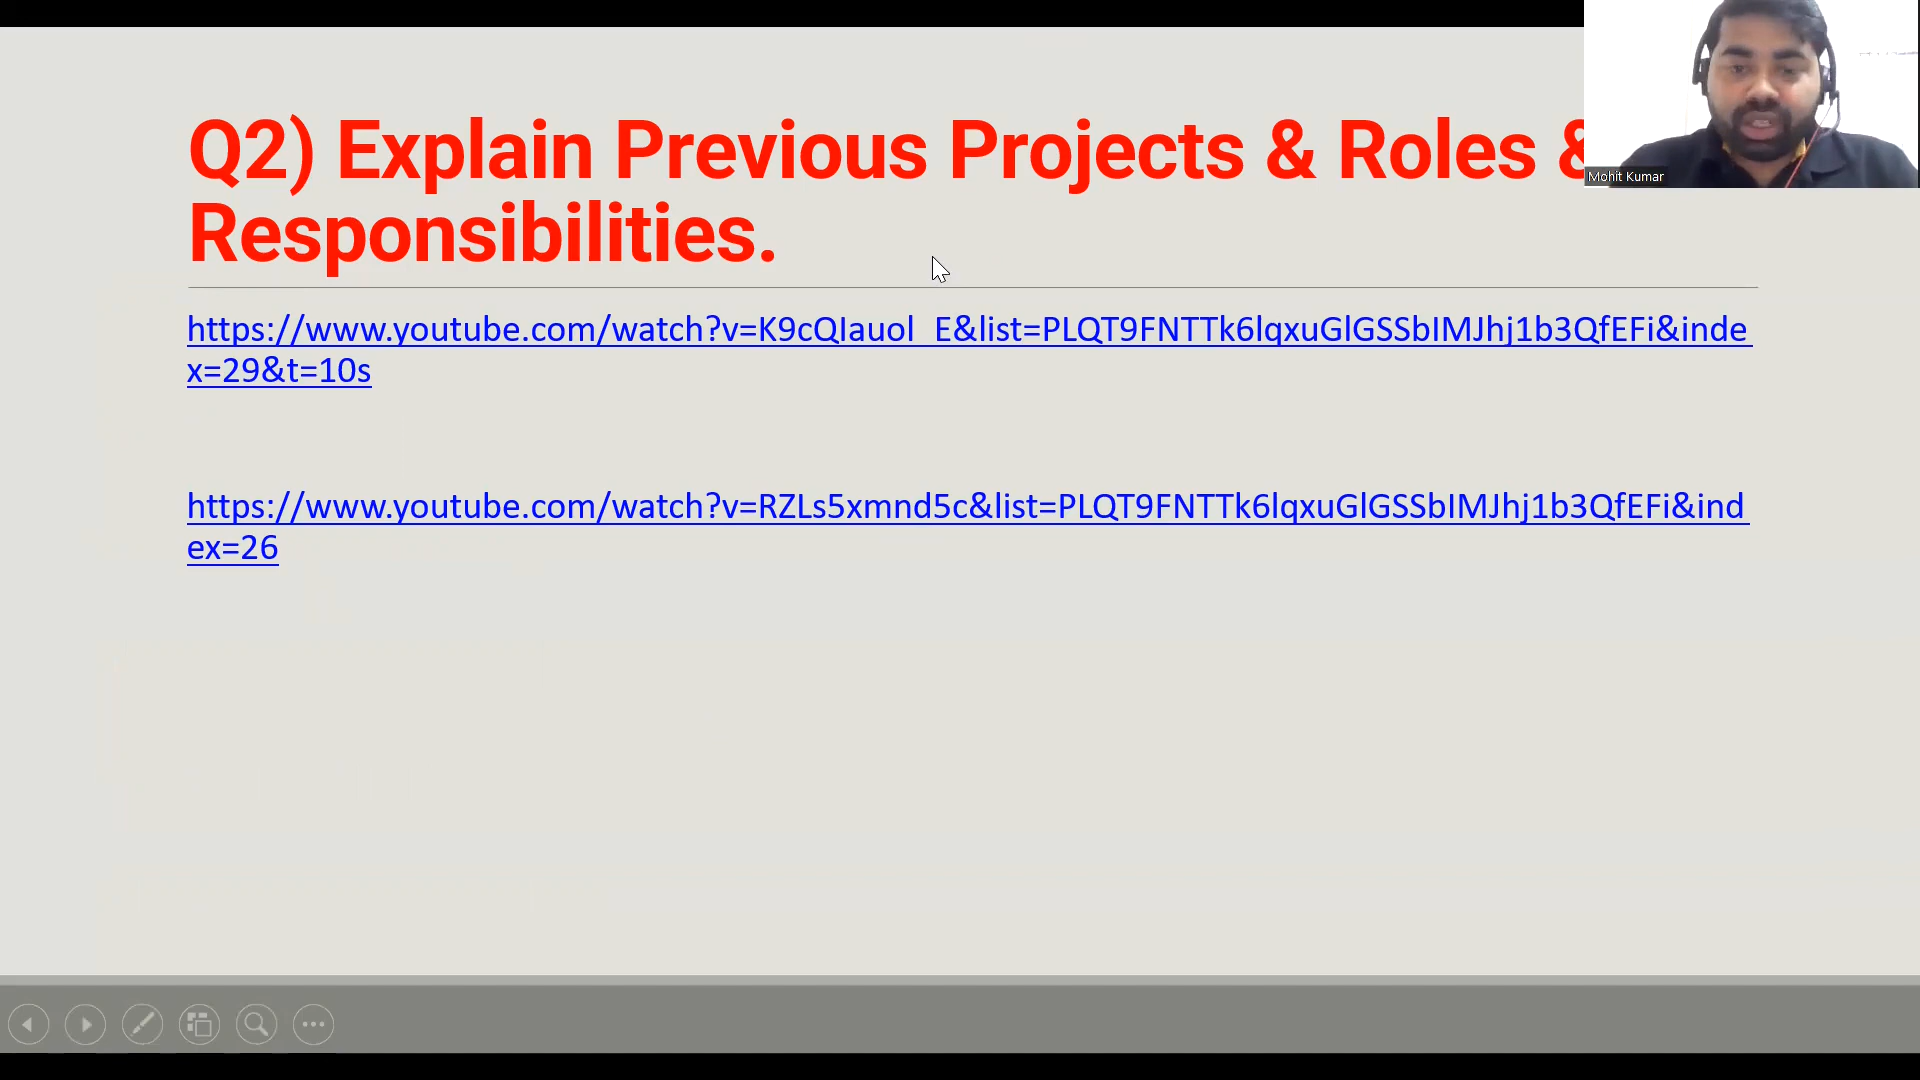 Q2) Explain Previous Projects & Roles &
Responsibilities.
Mohit Kumar
https://www.youtube.com/watch?v=K9cQIauol_E&list=PLQT9FNTTk6lqxuGlGSSbIMJhj1b3QfEFi&inde
x=29&t=10s
https://www.youtube.com/watch?v=RZLs5xmnd5c&list=PLQT9FNTTk6lqxuGlGSSbIMJhj1b3QfEFi&ind
ex=26